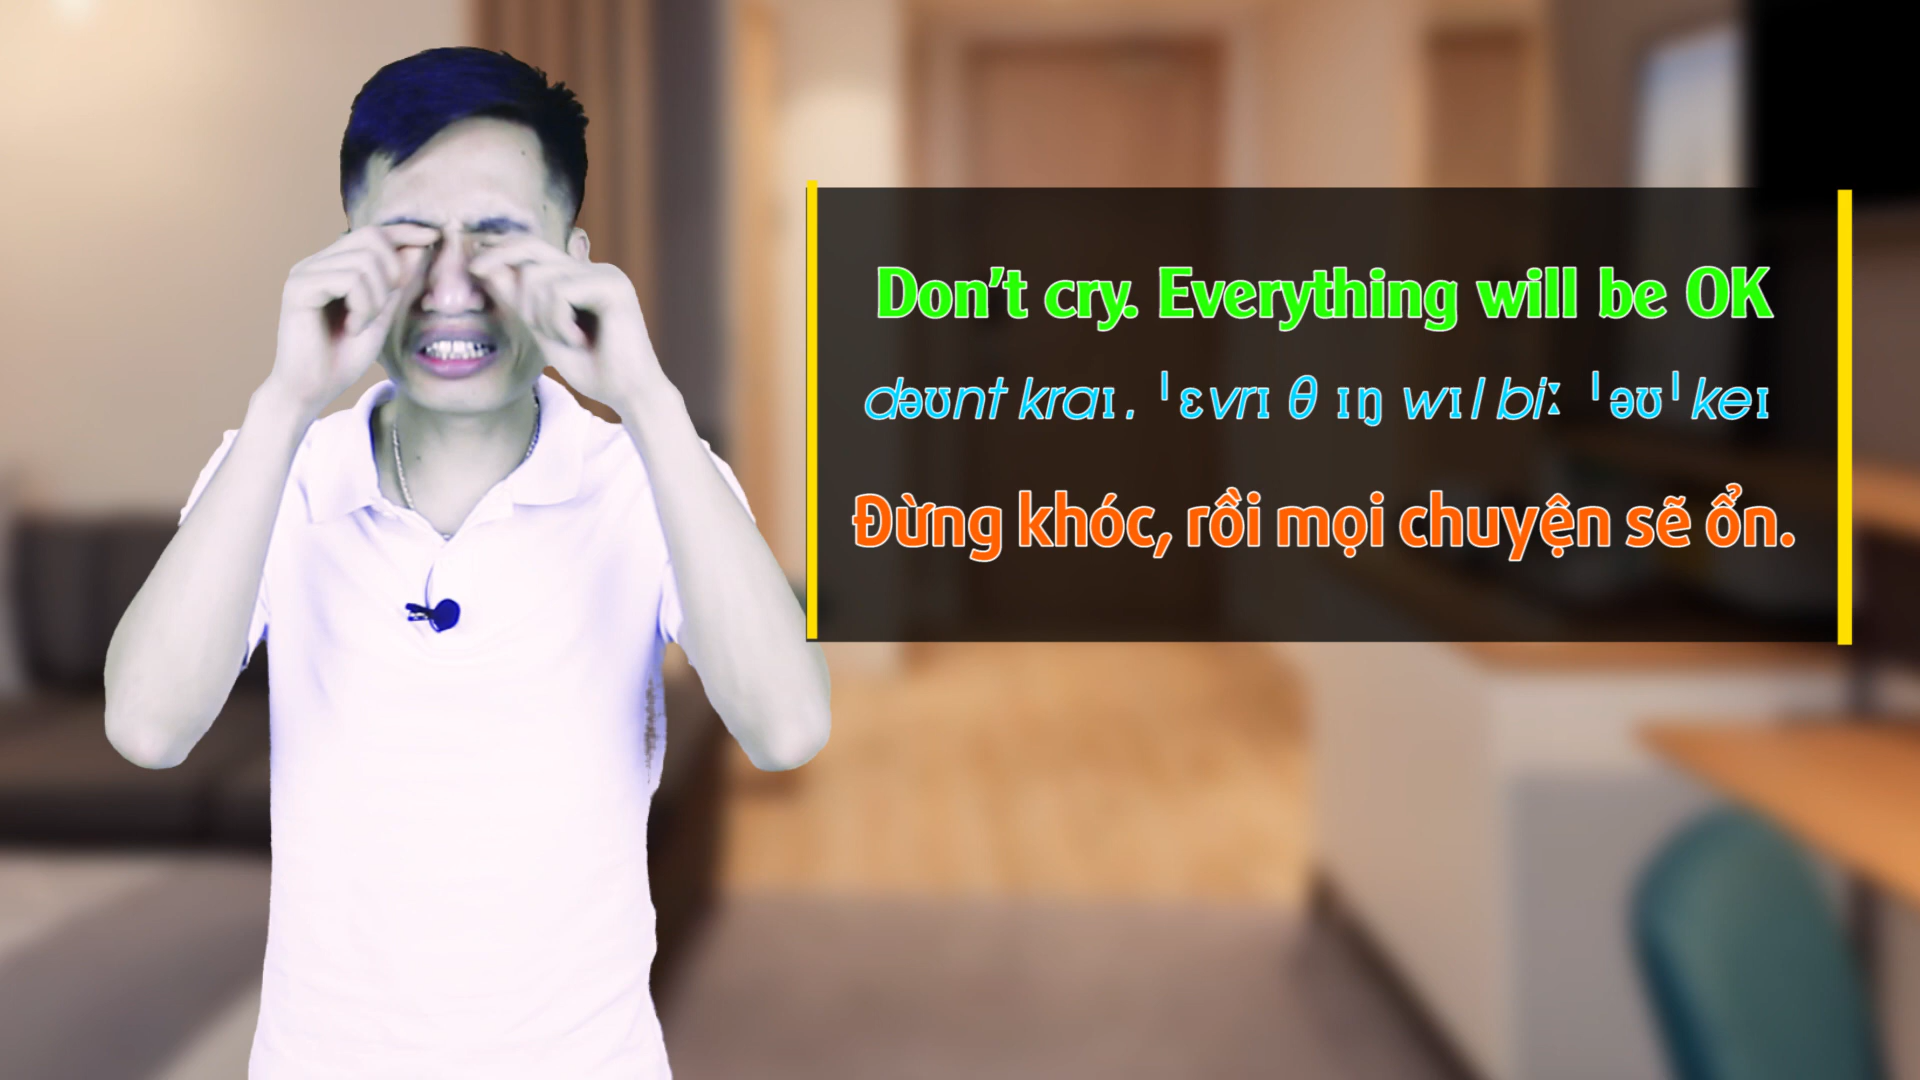 Don't cry. Everything will be OK
dəʊnt kraɪ. ˈɛvrɪ θ ɪŋ wɪl biː ˈəʊˈkeɪ
Đừng khóc, rồi mọi chuyện sẽ ổn.